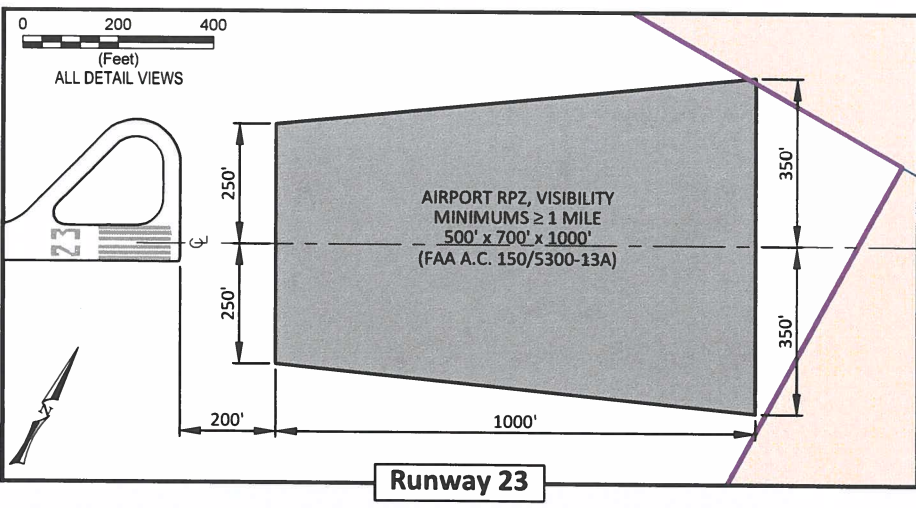 0 200 400
(Feet)
ALL DETAIL VIEWS
250'
250'
23
CL
AIRPORT RPZ, VISIBILITY
MINIMUMS ≥ 1 MILE
500' x 700' x 1000'
(FAA A.C. 150/5300-13A)
350'
350'
N
200'
1000'
Runway 23